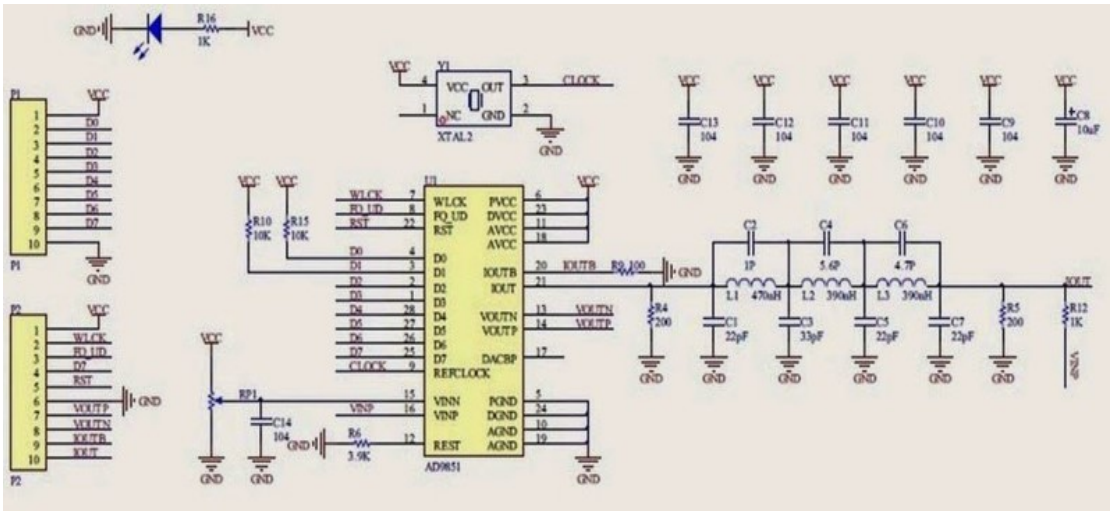 GND
R16
1K
VCC
P1
VCC
1
2 D0
3 D1
4 D2
5 D3
6 D4
7 D5
8 D6
9 D7
10
GND
P1
P2
VCC
1
2 WLCK
3 FQ_UD
4 D7
5 RST
6 GND
7 VOUTP
8 VOUTN
9 IOUTB
10 IOUT
P2
VCC
Y1
4 VCC OUT 3 CLOCK
1 NC GND 2
XTAL2
GND
VCC VCC VCC VCC VCC VCC
C13 C12 C11 C10 C9 C8
104 104 104 104 104 10uF
GND GND GND GND GND GND
VCC VCC
R10 R15
10K 10K
U1
VCC
WLCK 7 WLCK PVCC 6
FQ_UD 8 FQ_UD DVCC 23
RST 22 RST AVCC 11
AVCC 18
D0 4 D0
D1 3 D1 IOUTB 20 IOUTB R9 100 GND
D2 2 D2 IOUT 21
D3 1 D3
D4 28 D4 VOUTN 13 VOUTN
D5 27 D5 VOUTP 14 VOUTP
D6 26 D6
D7 25 D7 DACBP 17
CLOCK 9 REFCLOCK
15 VINN PGND 5
VINP 16 VINP DGND 24
AGND 10
GND R6 12 REST AGND 19
3.9K
AD9851
GND
VCC
RP1
C14
104
GND GND
C2 C4 C6
1P 5.6P 4.7P
IOUT
L1 470nH L2 390nH L3 390nH
R4 C1 C3 C5 C7 R5 R12
200 22pF 33pF 22pF 22pF 200 1K
VINP
GND GND GND GND GND GND